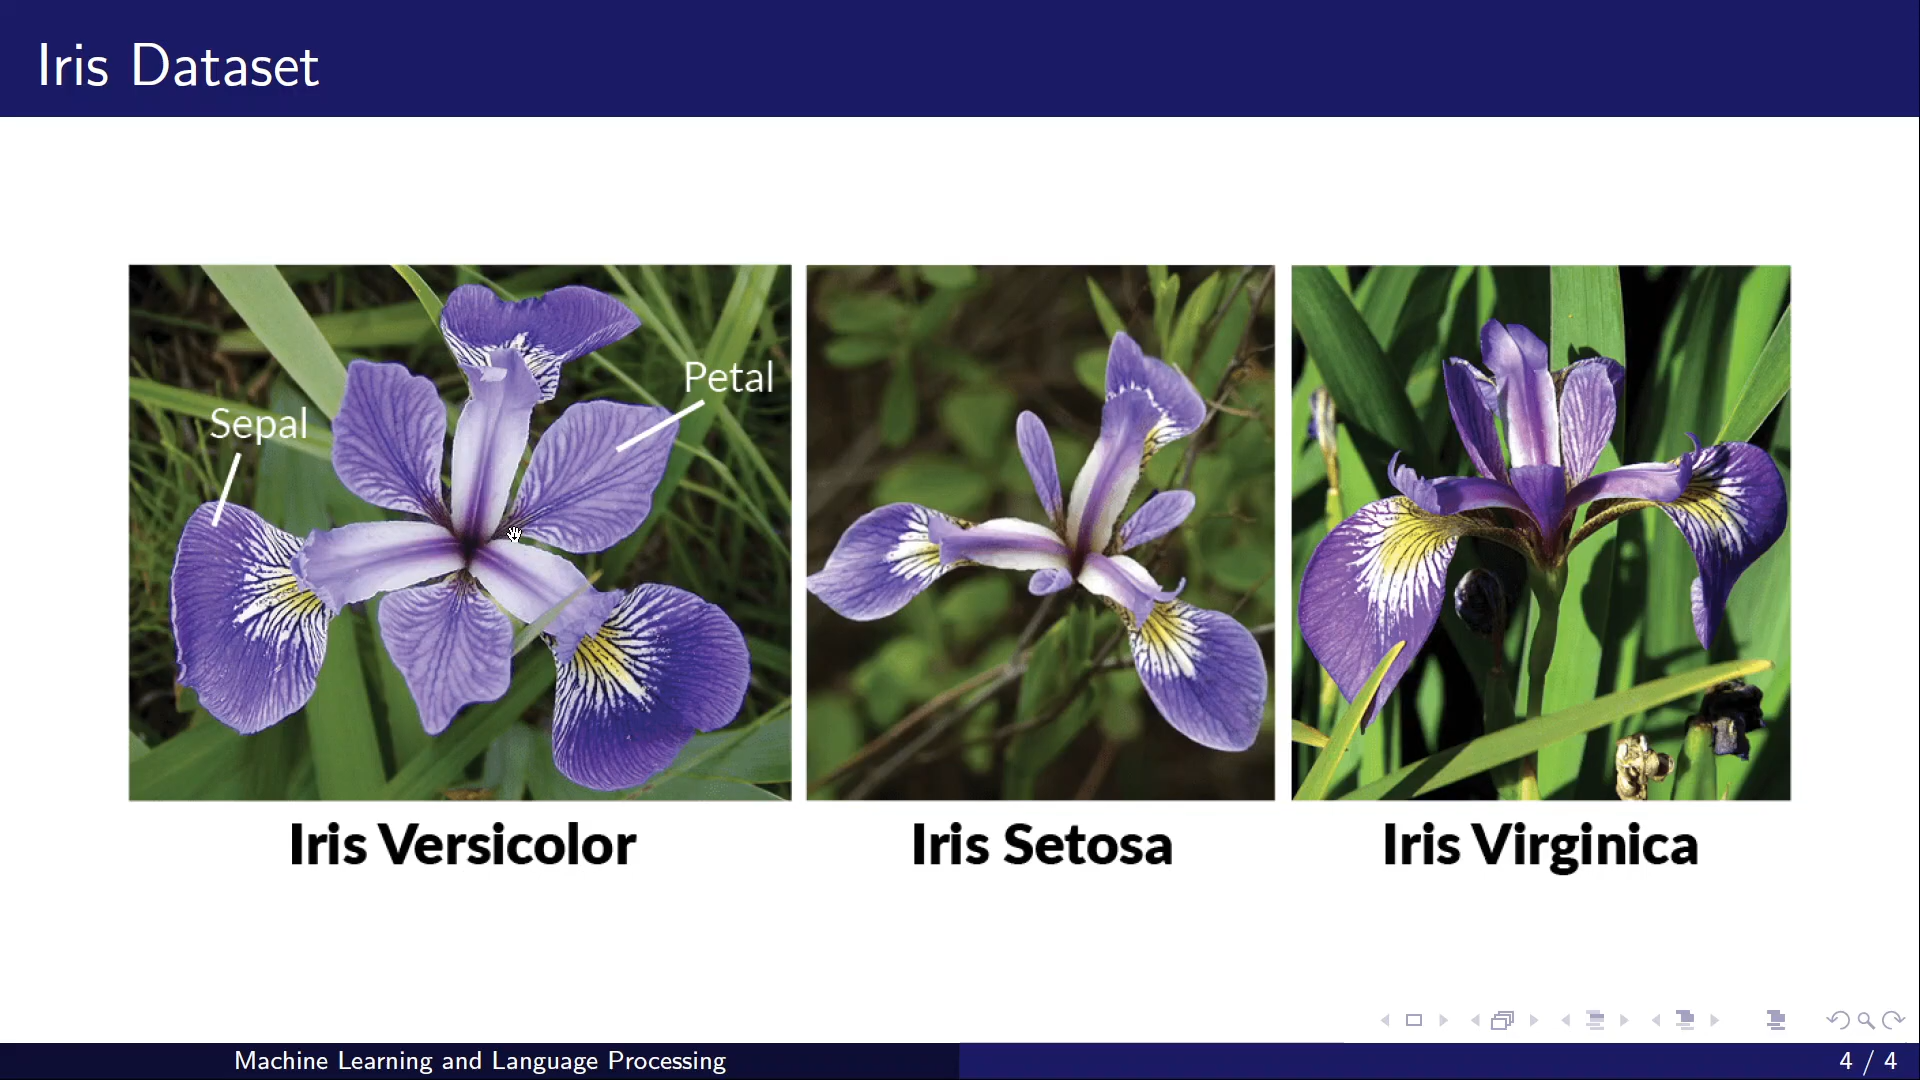 Iris Dataset
Sepal
Petal
Iris Versicolor
Iris Setosa
Iris Virginica
Machine Learning and Language Processing
4 / 4